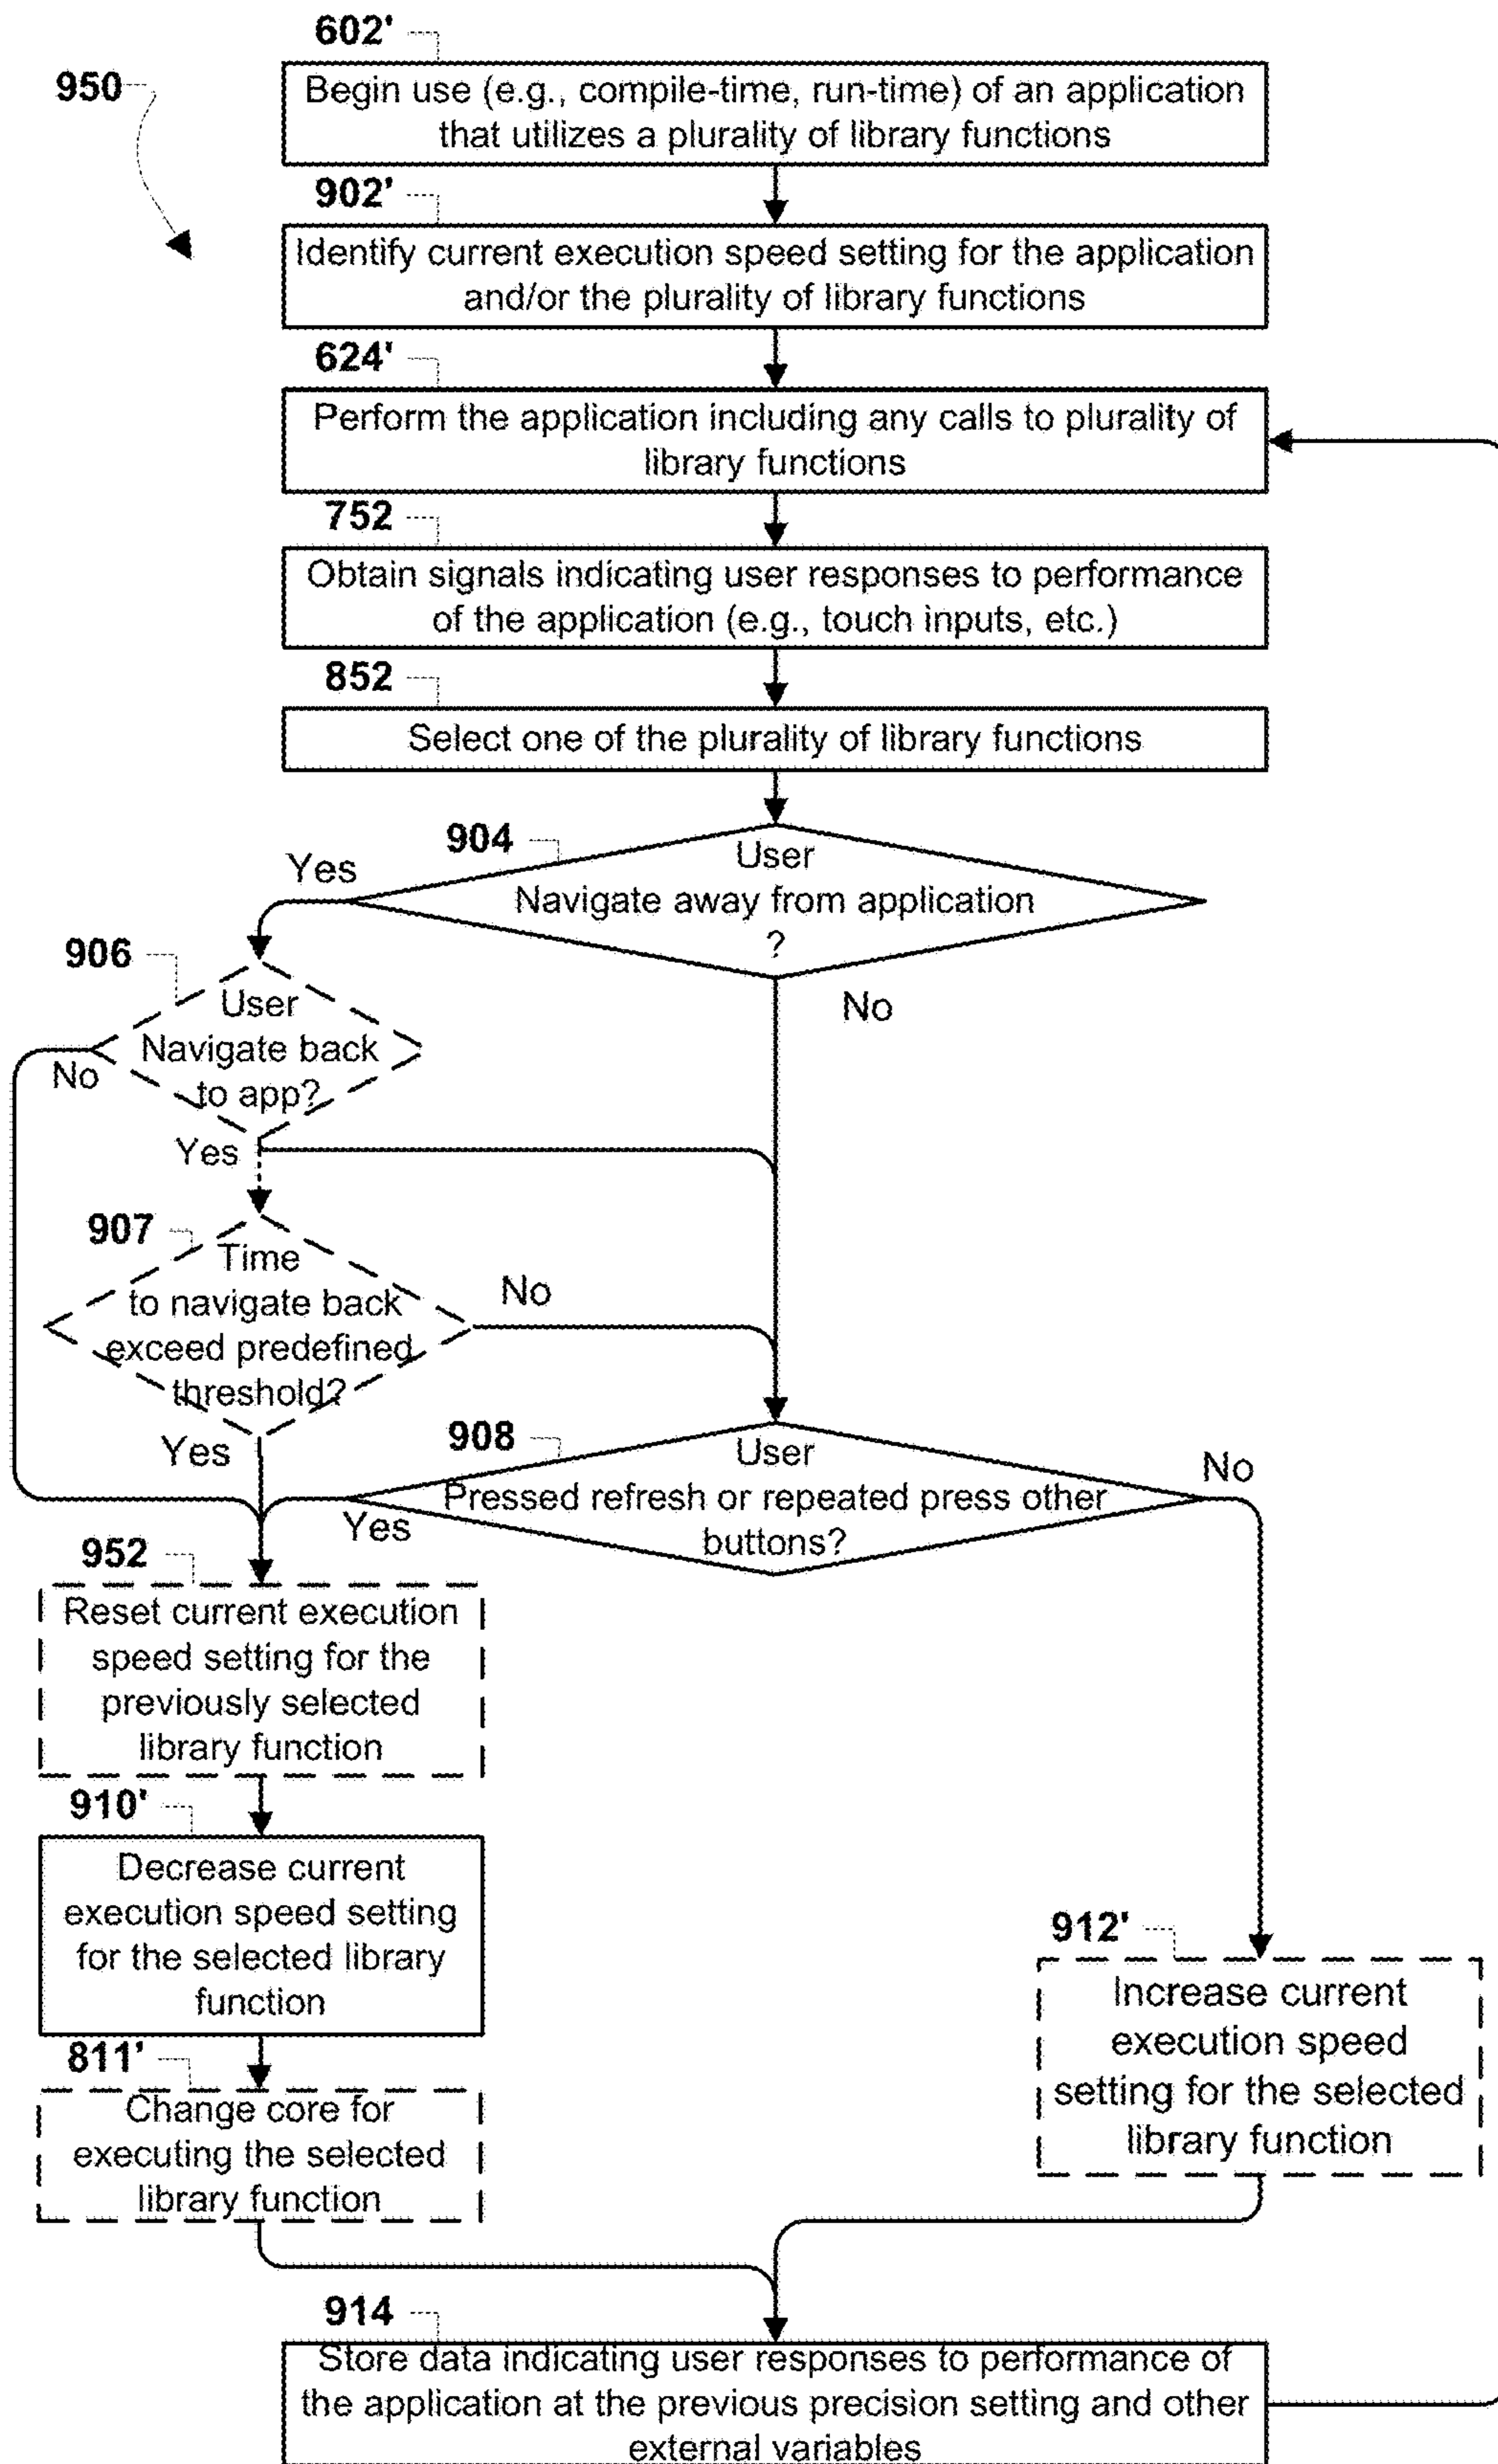 602'
950
Begin use (e.g., compile-time, run-time) of an application
that utilizes a plurality of library functions
902'
Identify current execution speed setting for the application
and/or the plurality of library functions
624'
Perform the application including any calls to plurality of
library functions
752
Obtain signals indicating user responses to performance
of the application (e.g., touch inputs, etc.)
852
Select one of the plurality of library functions
904
User
Navigate away from application
?
Yes
No
906
User
Navigate back
to app?
No
Yes
907
Time
to navigate back
exceed predefined
threshold?
No
Yes
908
User
Pressed refresh or repeated press other
buttons?
No
Yes
952
Reset current execution
speed setting for the
previously selected
library function
910'
Decrease current
execution speed setting
for the selected library
function
912'
Increase current
execution speed
setting for the selected
library function
811'
Change core for
executing the selected
library function
914
Store data indicating user responses to performance of
the application at the previous precision setting and other
external variables